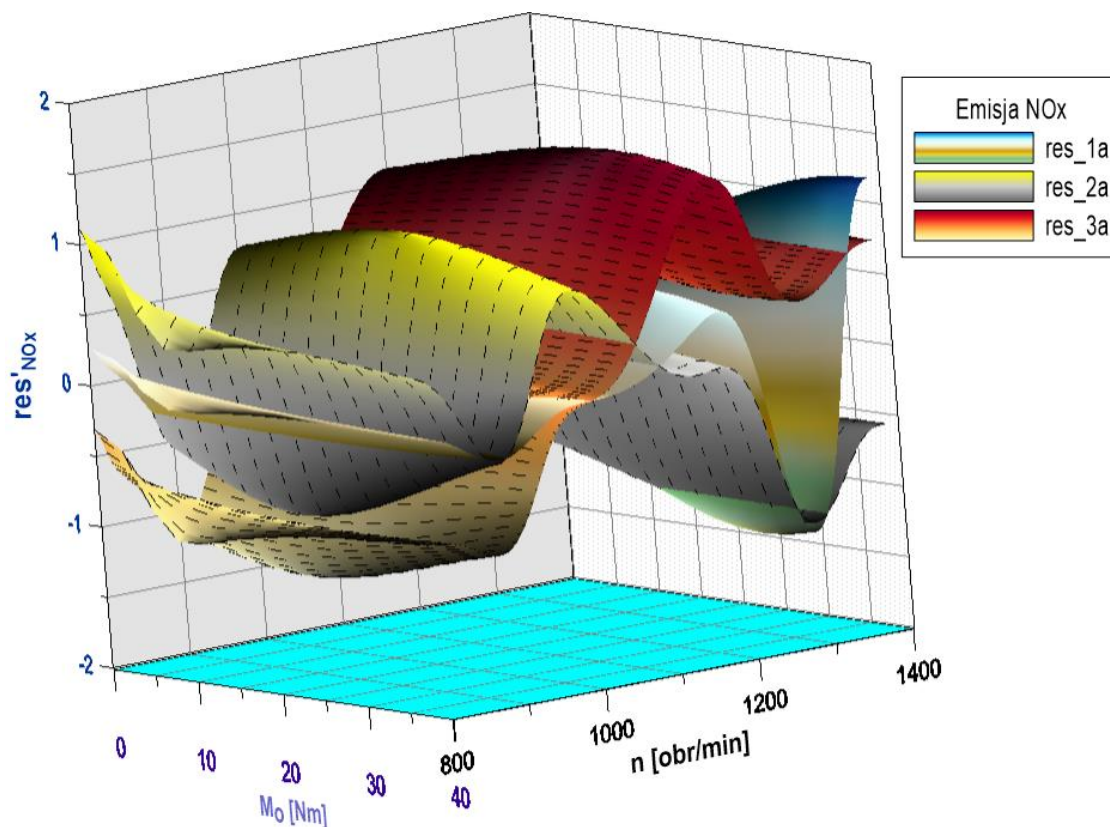 2
1
0
-1
-2
res'NOx
0
10
20
30
40
Mo [Nm]
800
1000
1200
1400
n [obr/min]
Emisja NOx
res_1a
res_2a
res_3a